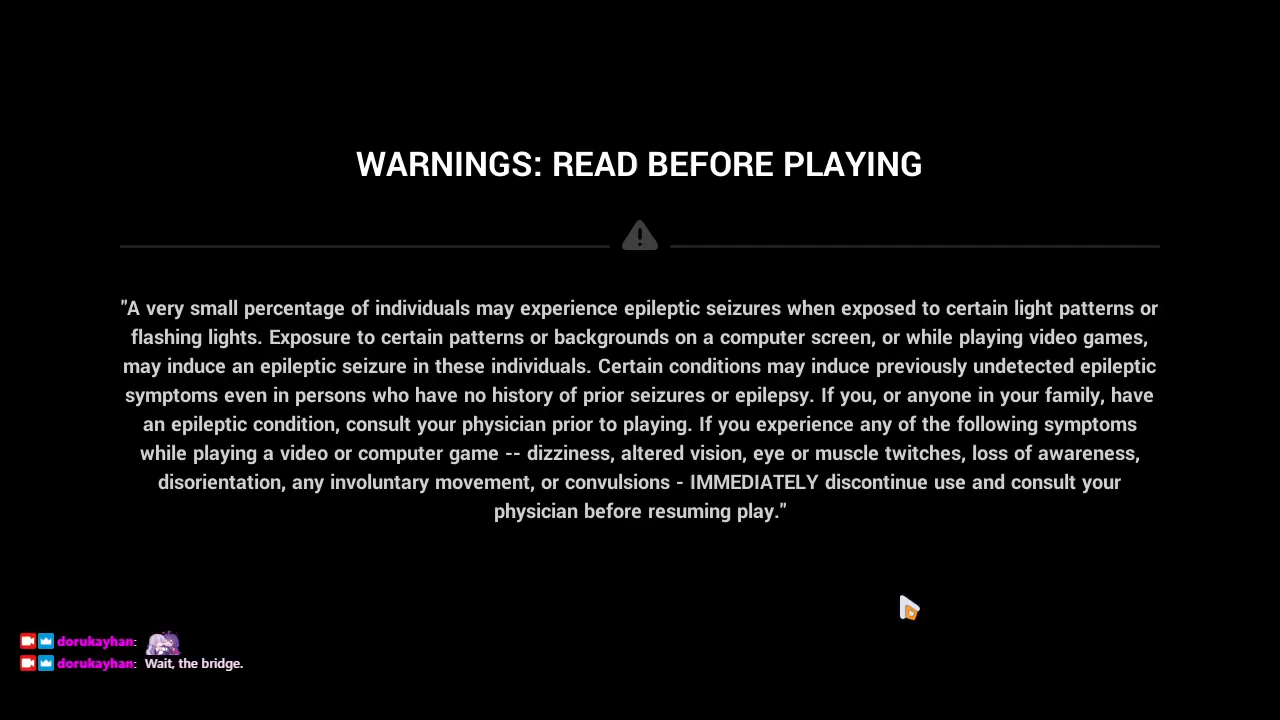 WARNINGS: READ BEFORE PLAYING
"A very small percentage of individuals may experience epileptic seizures when exposed to certain light patterns or
flashing lights. Exposure to certain patterns or backgrounds on a computer screen, or while playing video games,
may induce an epileptic seizure in these individuals. Certain conditions may induce previously undetected epileptic
symptoms even in persons who have no history of prior seizures or epilepsy. If you, or anyone in your family, have
an epileptic condition, consult your physician prior to playing. If you experience any of the following symptoms
while playing a video or computer game -- dizziness, altered vision, eye or muscle twitches, loss of awareness,
disorientation, any involuntary movement, or convulsions - IMMEDIATELY discontinue use and consult your
physician before resuming play."
dorukayhan:
dorukayhan: Wait, the bridge.